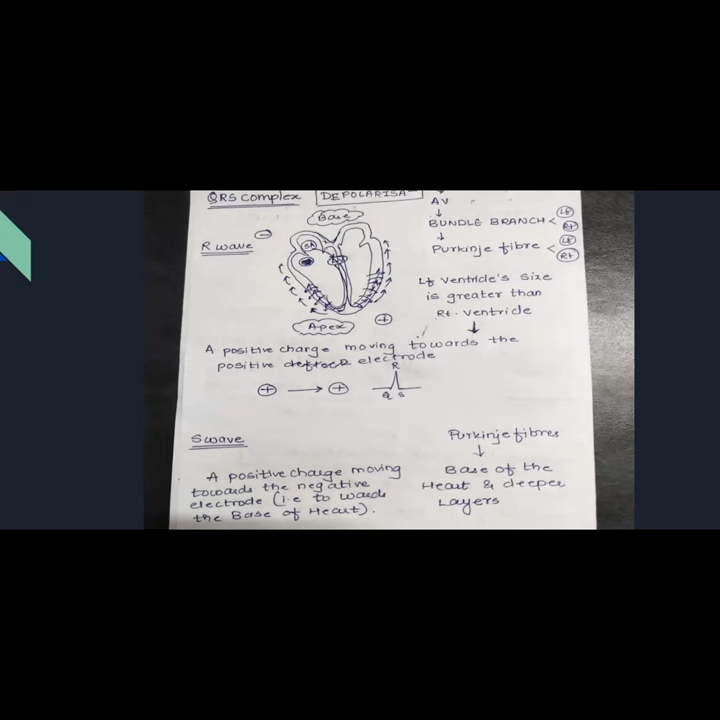 QRS Complex
DEPOLARISA
AV
↓
BUNDLE BRANCH < Lt Rt
↓
Purkinje fibre < Lt Rt
Base
R wave
SA
AV
Apex
Lt Ventricle's Size
is greater than
Rt. Ventricle
↓
A positive charge moving towards the
positive electrode
+ → +
R
Q S
S wave
A positive charge moving
towards the negative
electrode (i.e to wards
the Base of Heart).
Purkinje fibres
↓
Base of the
Heart & deeper
Layers